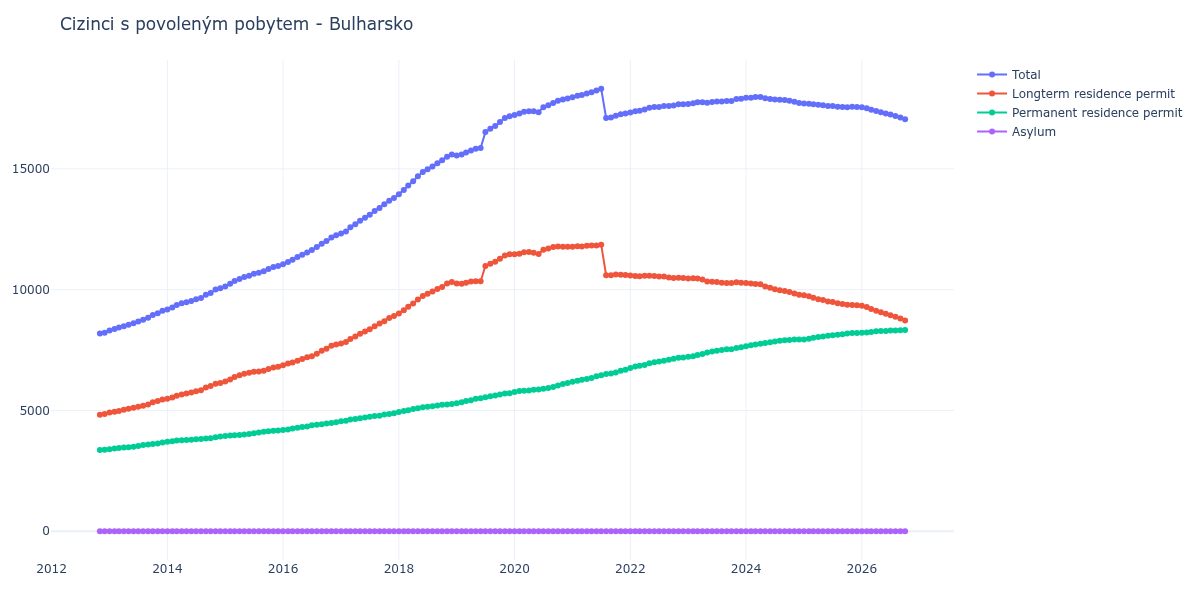 Cizinci s povoleným pobytem - Bulharsko
Total
Longterm residence permit
Permanent residence permit
Asylum
15000
10000
5000
0
2012
2014
2016
2018
2020
2022
2024
2026